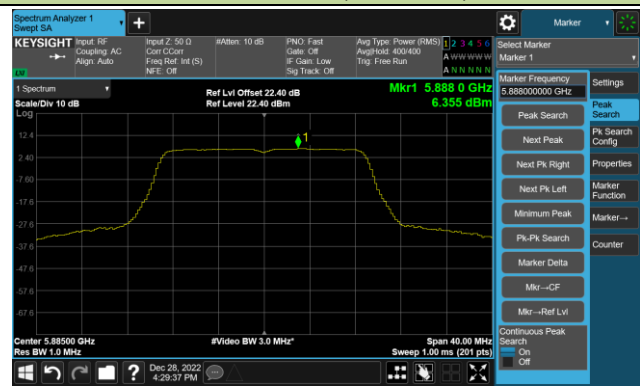 Spectrum Analyzer 1
Swept SA
Marker
KEYSIGHT
Input: RF
Coupling: AC
Align: Auto
Input Z: 50 Ω
Corr CCorr
Freq Ref: Int (S)
NFE: Off
#Atten: 10 dB
PNO: Fast
Gate: Off
IF Gain: Low
Sig Track: Off
Avg Type: Power (RMS)
Avg|Hold: 400/400
Trig: Free Run
1 2 3 4 5 6
A W W W W W
A N N N N N
LVI
Select Marker
Marker 1
1 Spectrum
Scale/Div 10 dB
Log
Ref Lvl Offset 22.40 dB
Ref Level 22.40 dBm
Mkr1 5.888 0 GHz
6.355 dBm
12.4
2.40
-7.60
-17.6
-27.6
-37.6
-47.6
-57.6
-67.6
1
Center 5.88500 GHz
Res BW 1.0 MHz
#Video BW 3.0 MHz*
Span 40.00 MHz
Sweep 1.00 ms (201 pts)
Marker Frequency
5.888000000 GHz
Peak Search
Next Peak
Next Pk Right
Next Pk Left
Minimum Peak
Pk-Pk Search
Marker Delta
Mkr→CF
Mkr→Ref Lvl
Continuous Peak
Search
On
Off
Settings
Peak
Search
Pk Search
Config
Properties
Marker
Function
Marker→
Counter
?
Dec 28, 2022
4:29:37 PM